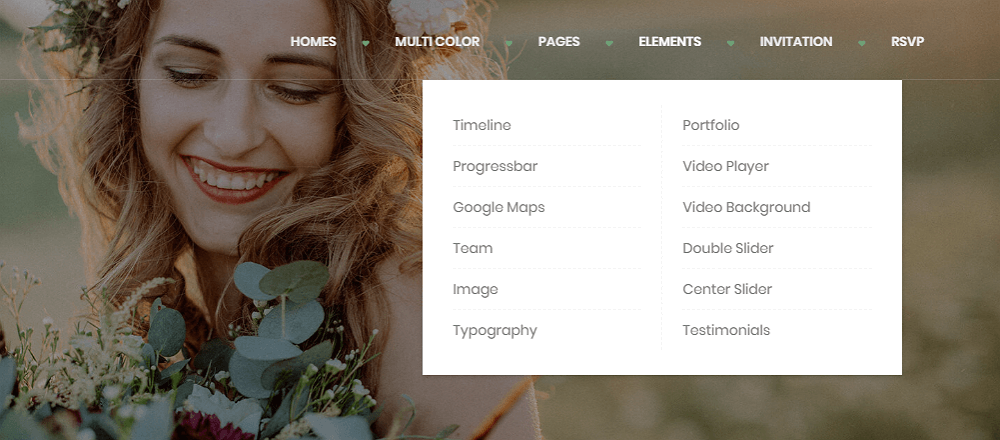 HOMES MULTI COLOR PAGES ELEMENTS INVITATION RSVP
Timeline
Progressbar
Google Maps
Team
Image
Typography
Portfolio
Video Player
Video Background
Double Slider
Center Slider
Testimonials